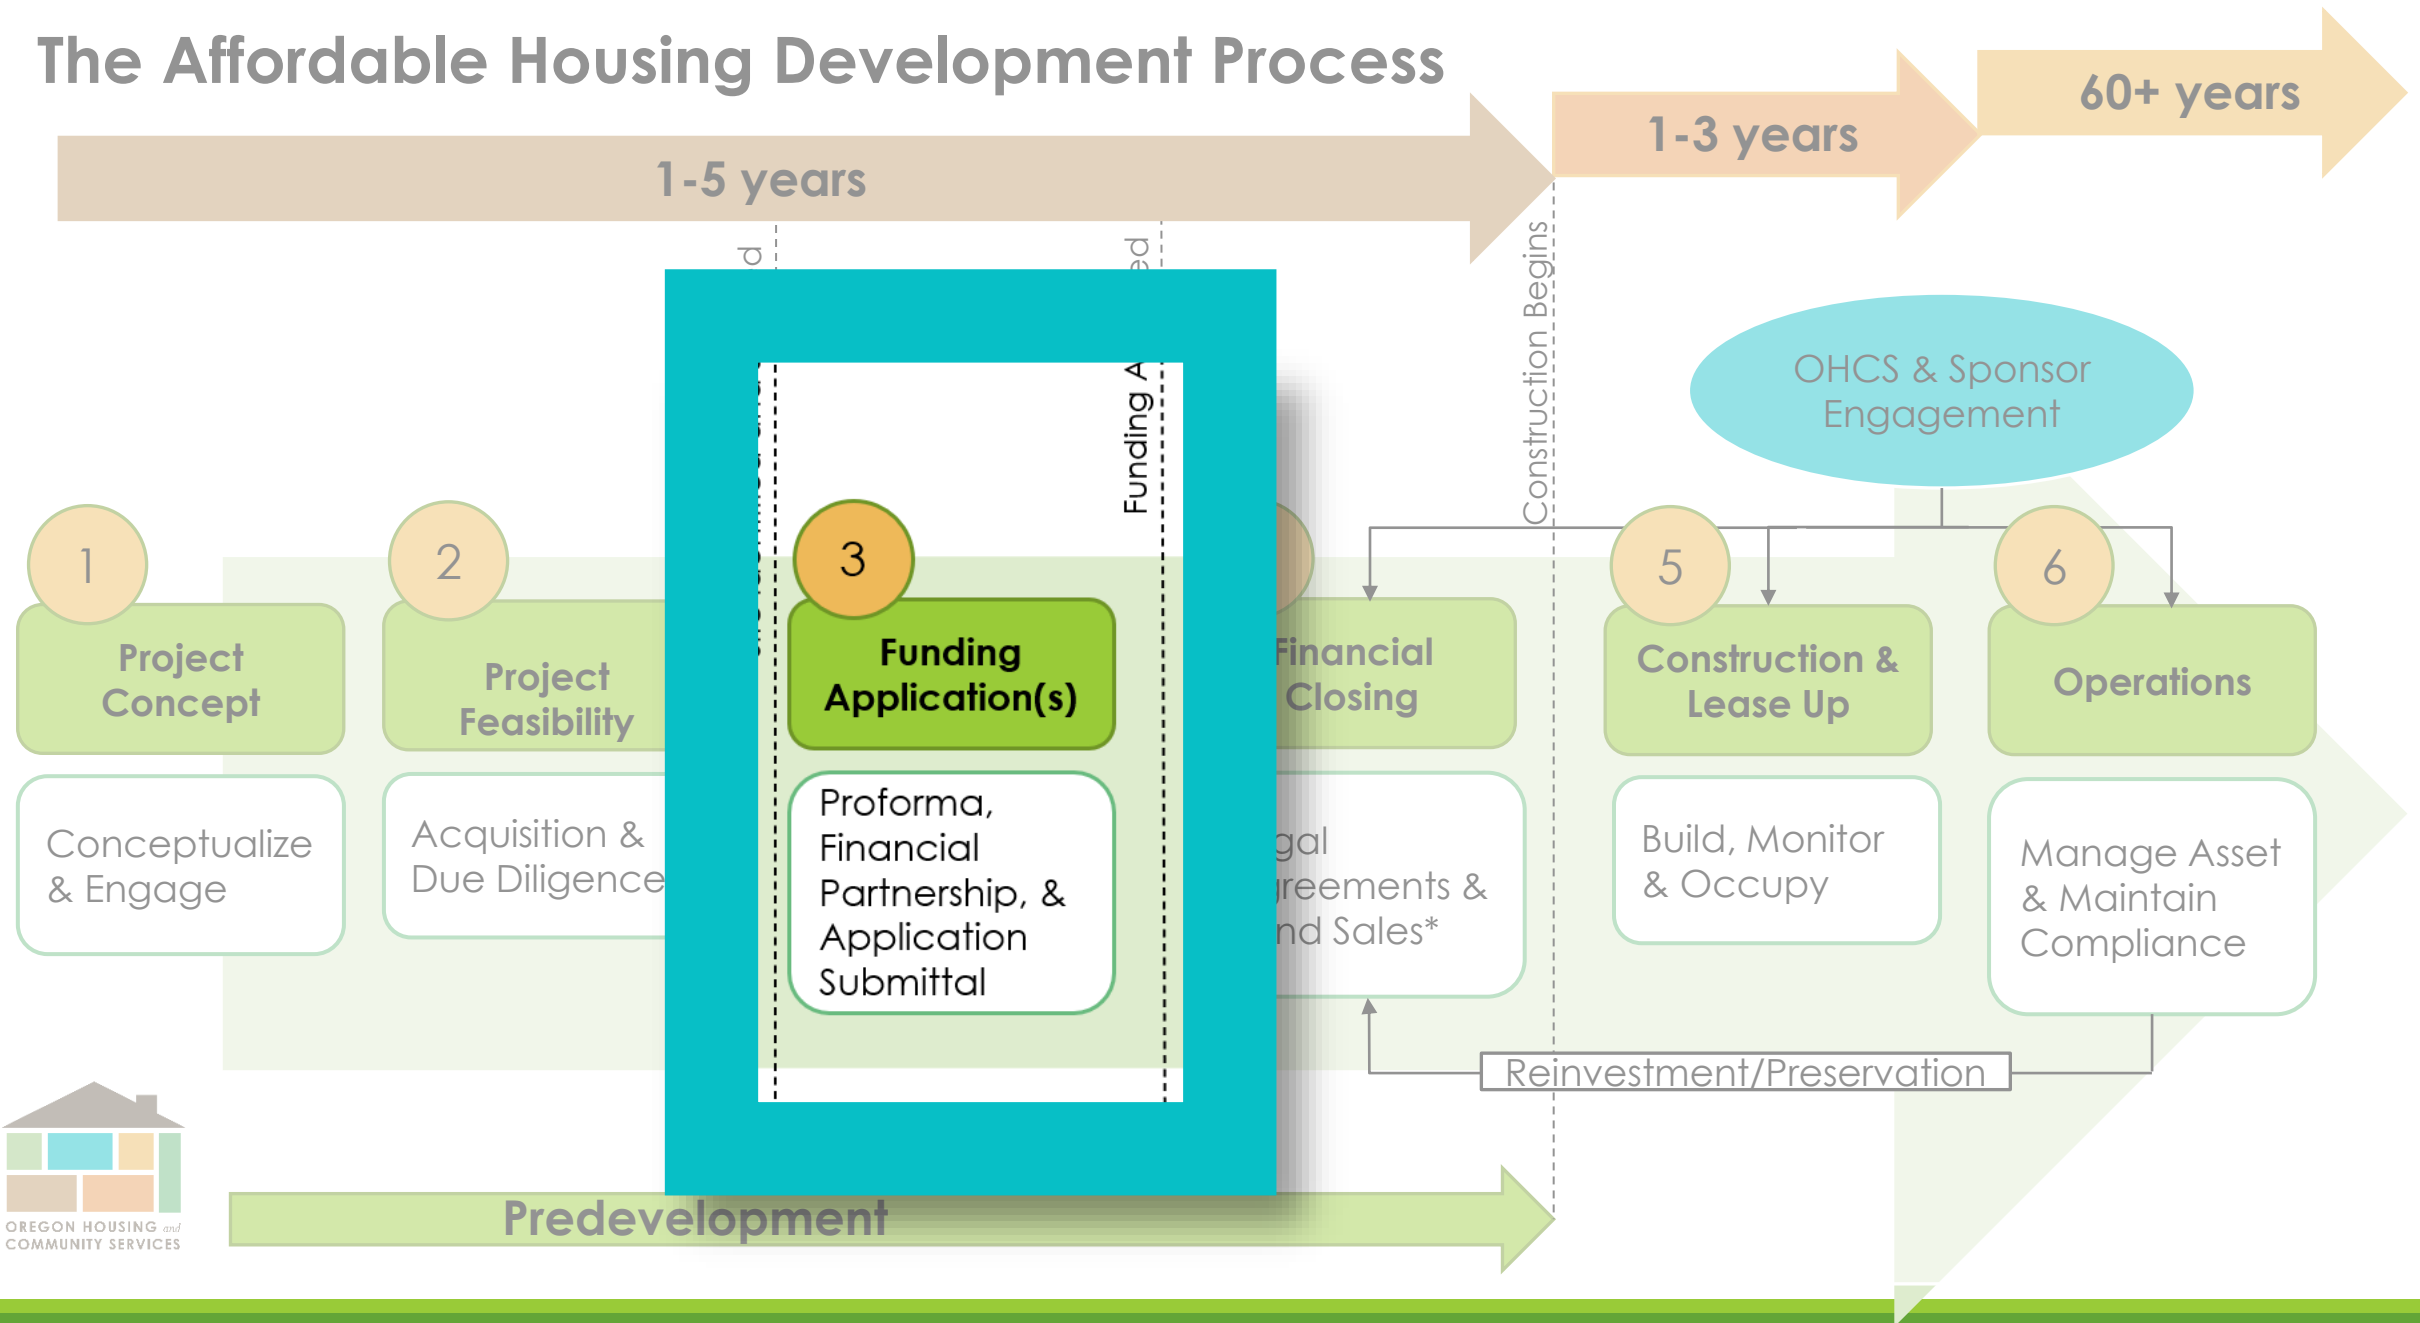 The Affordable Housing Development Process
60+ years
1-3 years
1-5 years
Construction Begins
OHCS & Sponsor
Engagement
Funding
1
Project
Concept
Conceptualize
& Engage
2
Project
Feasibility
Acquisition &
Due Diligence
3
Funding
Application(s)
Proforma,
Financial
Partnership, &
Application
Submittal
Financial
Closing
& 
Sales*
5
Construction &
Lease Up
Build, Monitor
& Occupy
6
Operations
Manage Asset
& Maintain
Compliance
Reinvestment/Preservation
Predevelopment
OREGON HOUSING and
COMMUNITY SERVICES